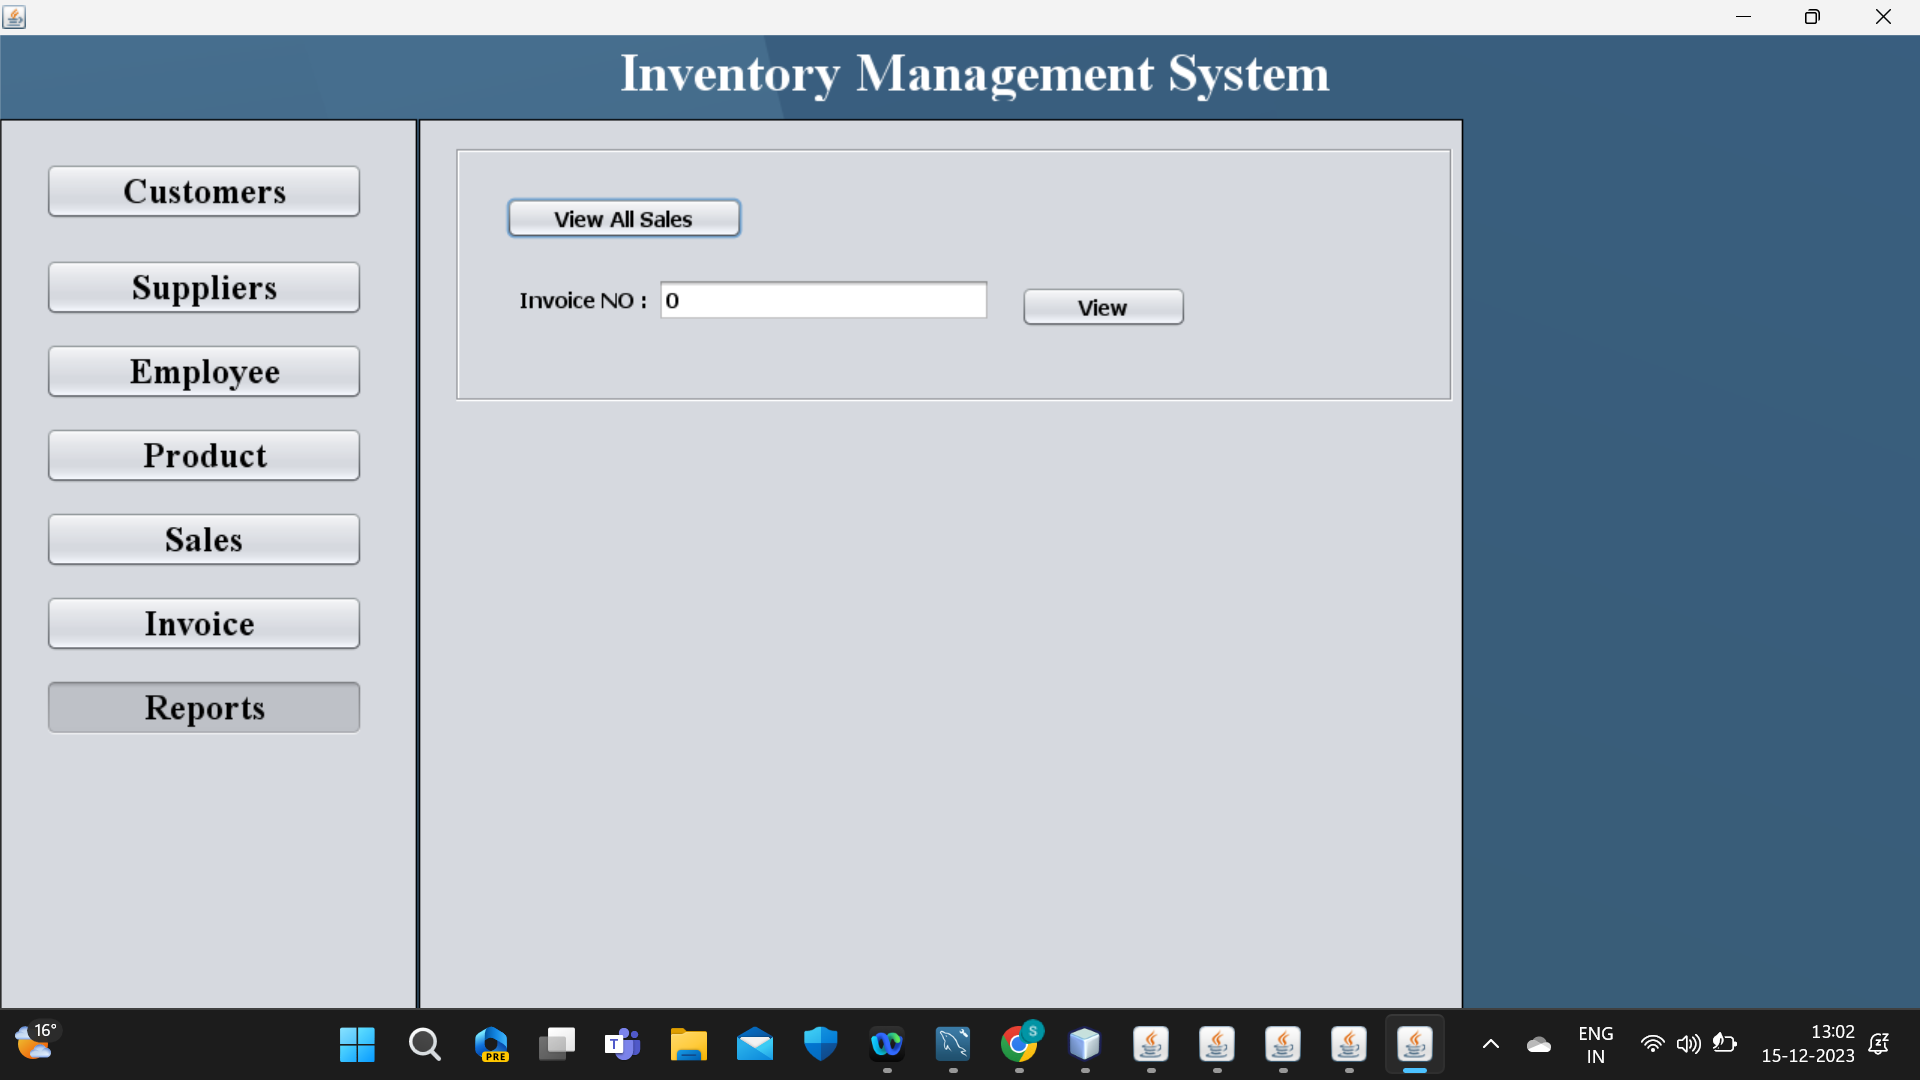 Inventory Management System
Customers
Suppliers
Employee
Product
Sales
Invoice
Reports
View All Sales
Invoice NO : 0
View
16°
PRE
T
S
ENG
IN
13:02
15-12-2023